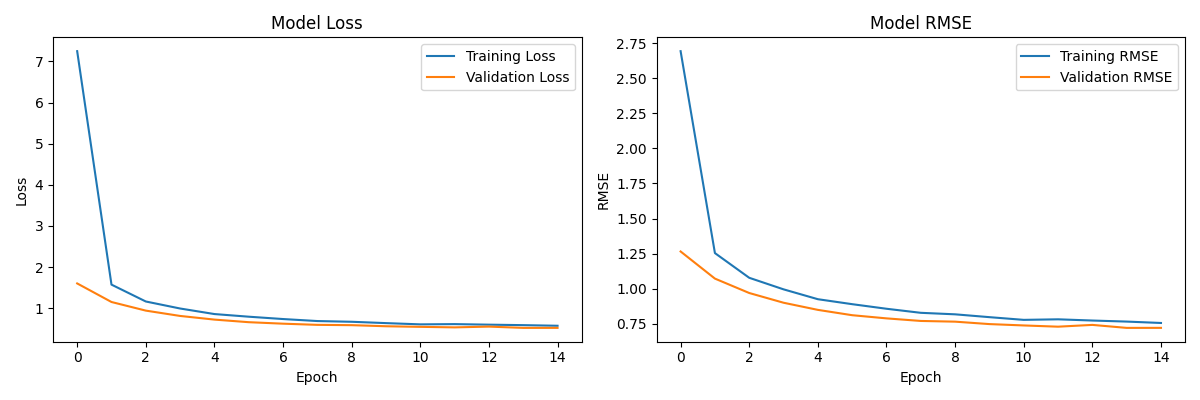 Model Loss
Training Loss
Validation Loss
7
6
5
4
3
2
1
Loss
0 2 4 6 8 10 12 14
Epoch
Model RMSE
Training RMSE
Validation RMSE
2.75
2.50
2.25
2.00
1.75
1.50
1.25
1.00
0.75
RMSE
0 2 4 6 8 10 12 14
Epoch